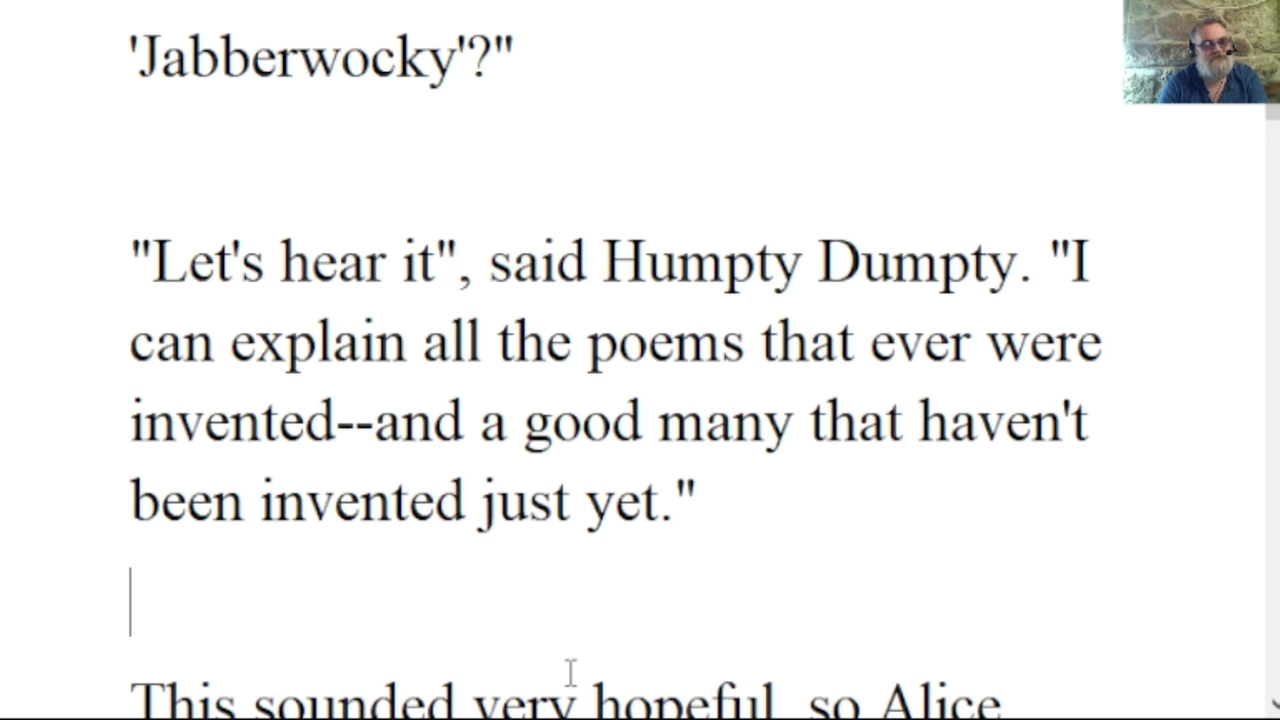 'Jabberwocky'?"
"Let's hear it", said Humpty Dumpty. "I
can explain all the poems that ever were
invented--and a good many that haven't
been invented just yet."
This sounded very hopeful, so Alice